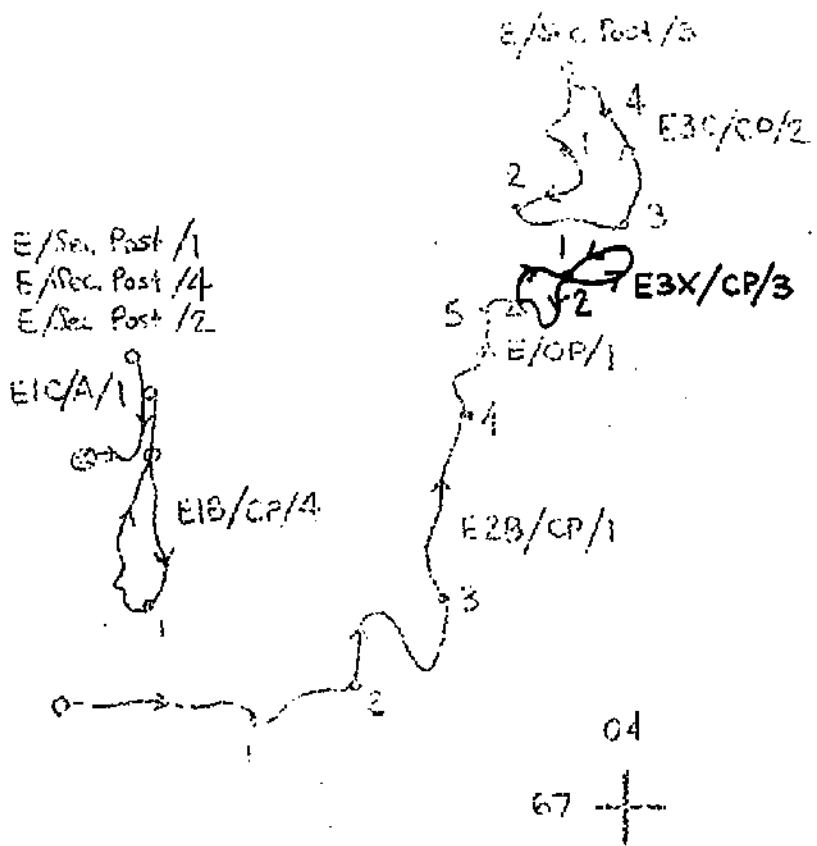 E/Sec. Post/3
4
E3C/CP/2
1
2
3
E/Sec. Post/1
E/Sec. Post/4
E/Sec. Post/2
1
E3X/CP/3
2
5
E/OP/1
E1C/A/1
4
E1B/CP/4
E2B/CP/1
3
1
2
1
04
67